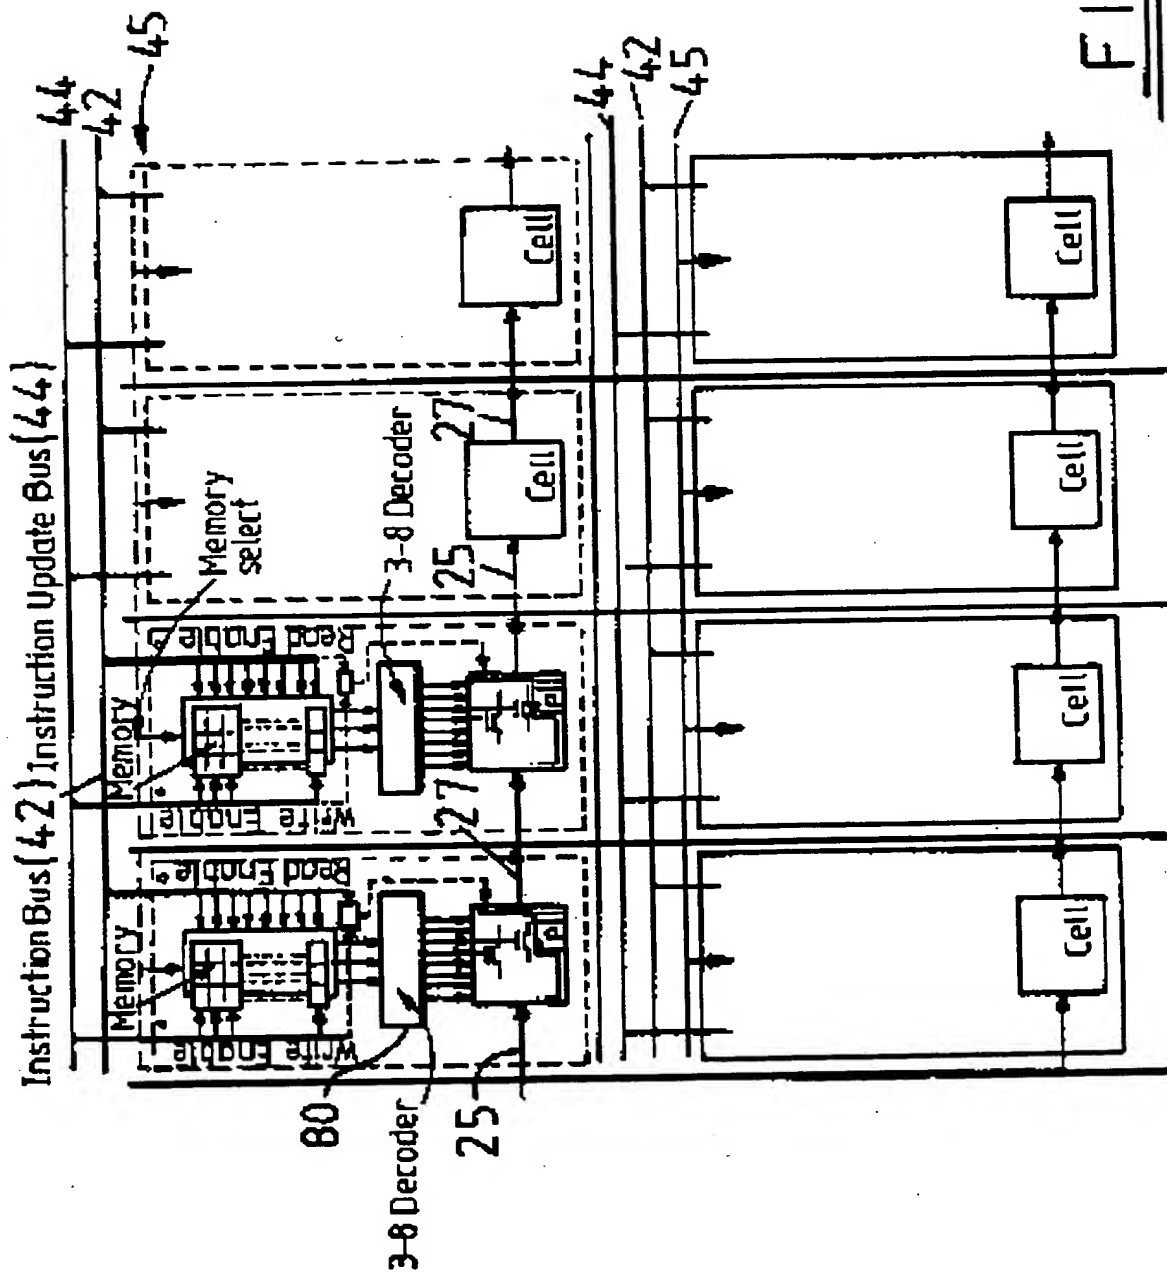 Instruction Bus(42) Instruction Update Bus(44)
44
42
45
Memory
Write Enable
Read Enable
Memory
Write Enable
Read Enable
Memory
select
80
3-8 Decoder
3-8 Decoder
25
27
25
27
Cell
Cell
Cell
Cell
44
42
45
Cell
Cell
Cell
Cell
FI